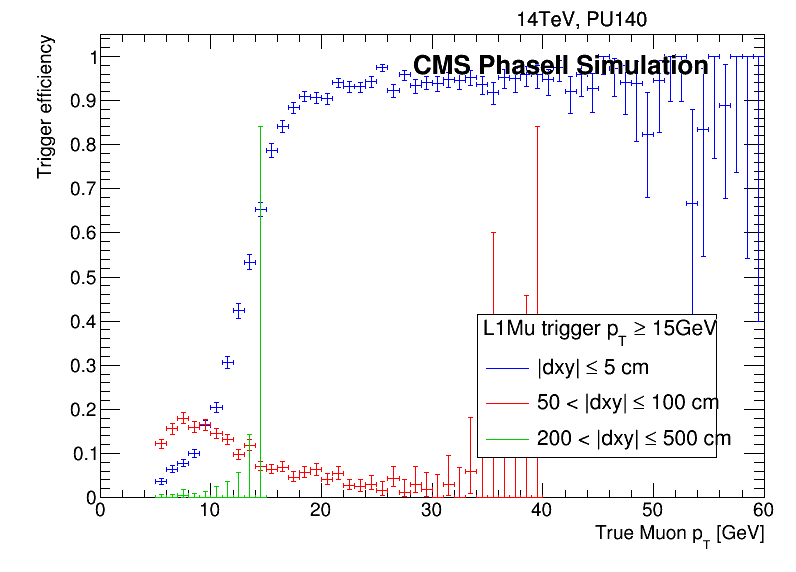 14TeV, PU140
CMS PhaseII Simulation
Trigger efficiency
1
0.9
0.8
0.7
0.6
0.5
0.4
0.3
0.2
0.1
0
L1Mu trigger p_T ≥ 15GeV
|dxy| ≤ 5 cm
50 < |dxy| ≤ 100 cm
200 < |dxy| ≤ 500 cm
0 10 20 30 40 50 60
True Muon p_T [GeV]